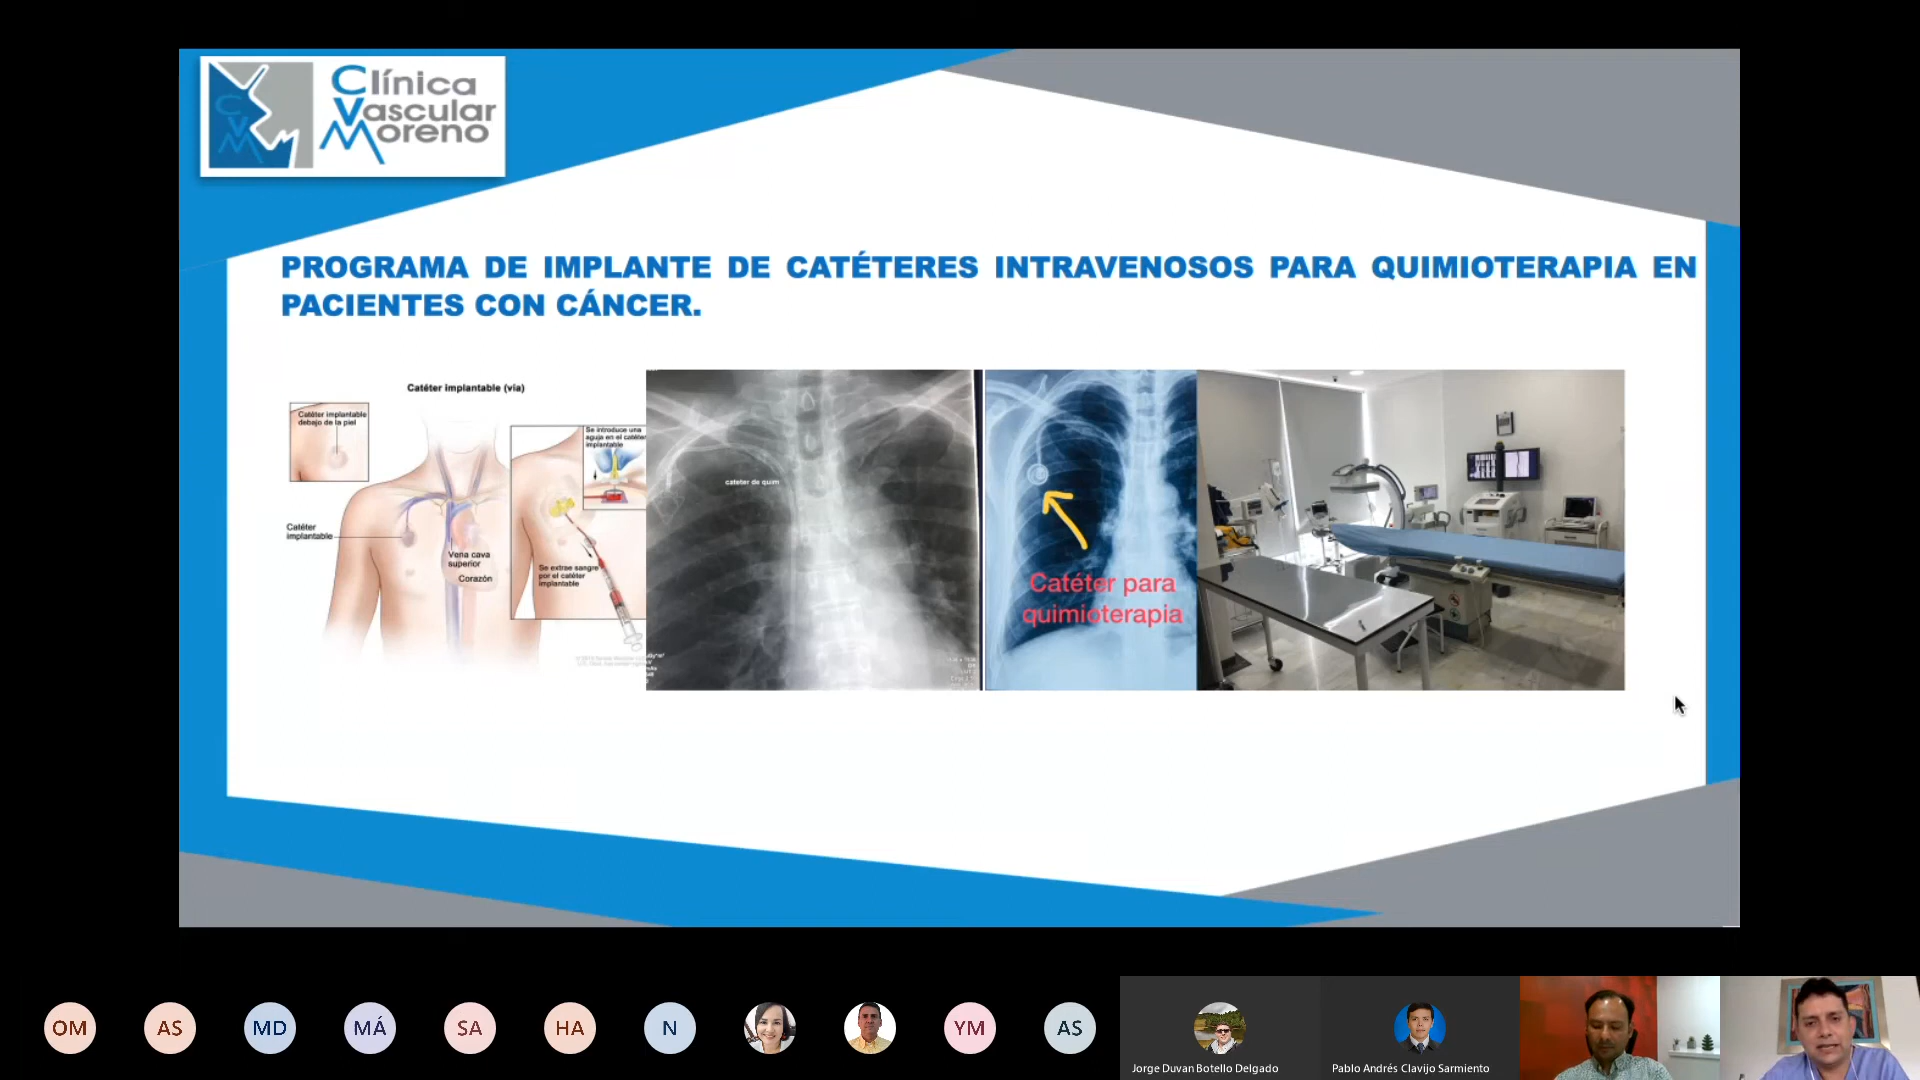 Clínica
Vascular
Moreno
CVM
PROGRAMA DE IMPLANTE DE CATÉTERES INTRAVENOSOS PARA QUIMIOTERAPIA EN
PACIENTES CON CÁNCER.
Catéter implantable (vía)
Catéter implantable
debajo de la piel
Se introduce una
aguja en el catéter
implantable
Catéter
implantable
Vena cava
superior
Corazón
Se extrae sangre
por el catéter
implantable
cateter de quim
Catéter para
quimioterapia
OM
AS
MD
MÁ
SA
HA
N
YM
AS
Jorge Duvan Botello Delgado
Pablo Andrés Clavijo Sarmiento